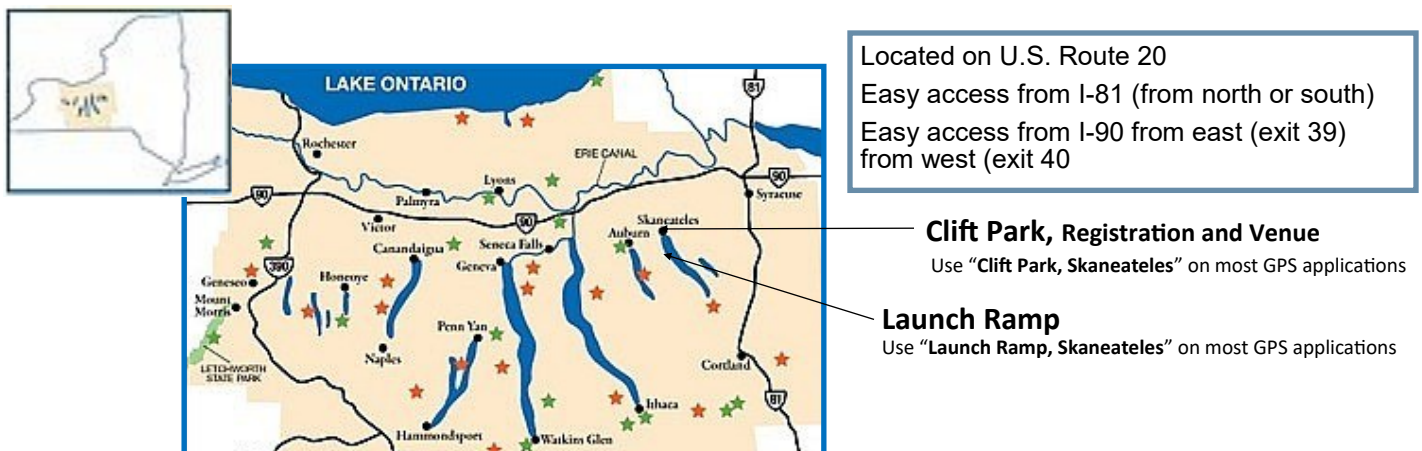 LAKE ONTARIO
81
Rochester
ERIE CANAL
90
Lyons
90
Palmyra
Syracuse
Victor
90
Skaneateles
Auburn
Canandaigua
Seneca Falls
Geneva
390
Honeoye
Geneseo
Mount
Morris
Penn Yan
Naples
LETCHWORTH
STATE PARK
Cortland
Ithaca
81
Hammondsport
Watkins Glen
Located on U.S. Route 20
Easy access from I-81 (from north or south)
Easy access from I-90 from east (exit 39)
from west (exit 40
Clift Park, Registration and Venue
Use “Clift Park, Skaneateles” on most GPS applications
Launch Ramp
Use “Launch Ramp, Skaneateles” on most GPS applications